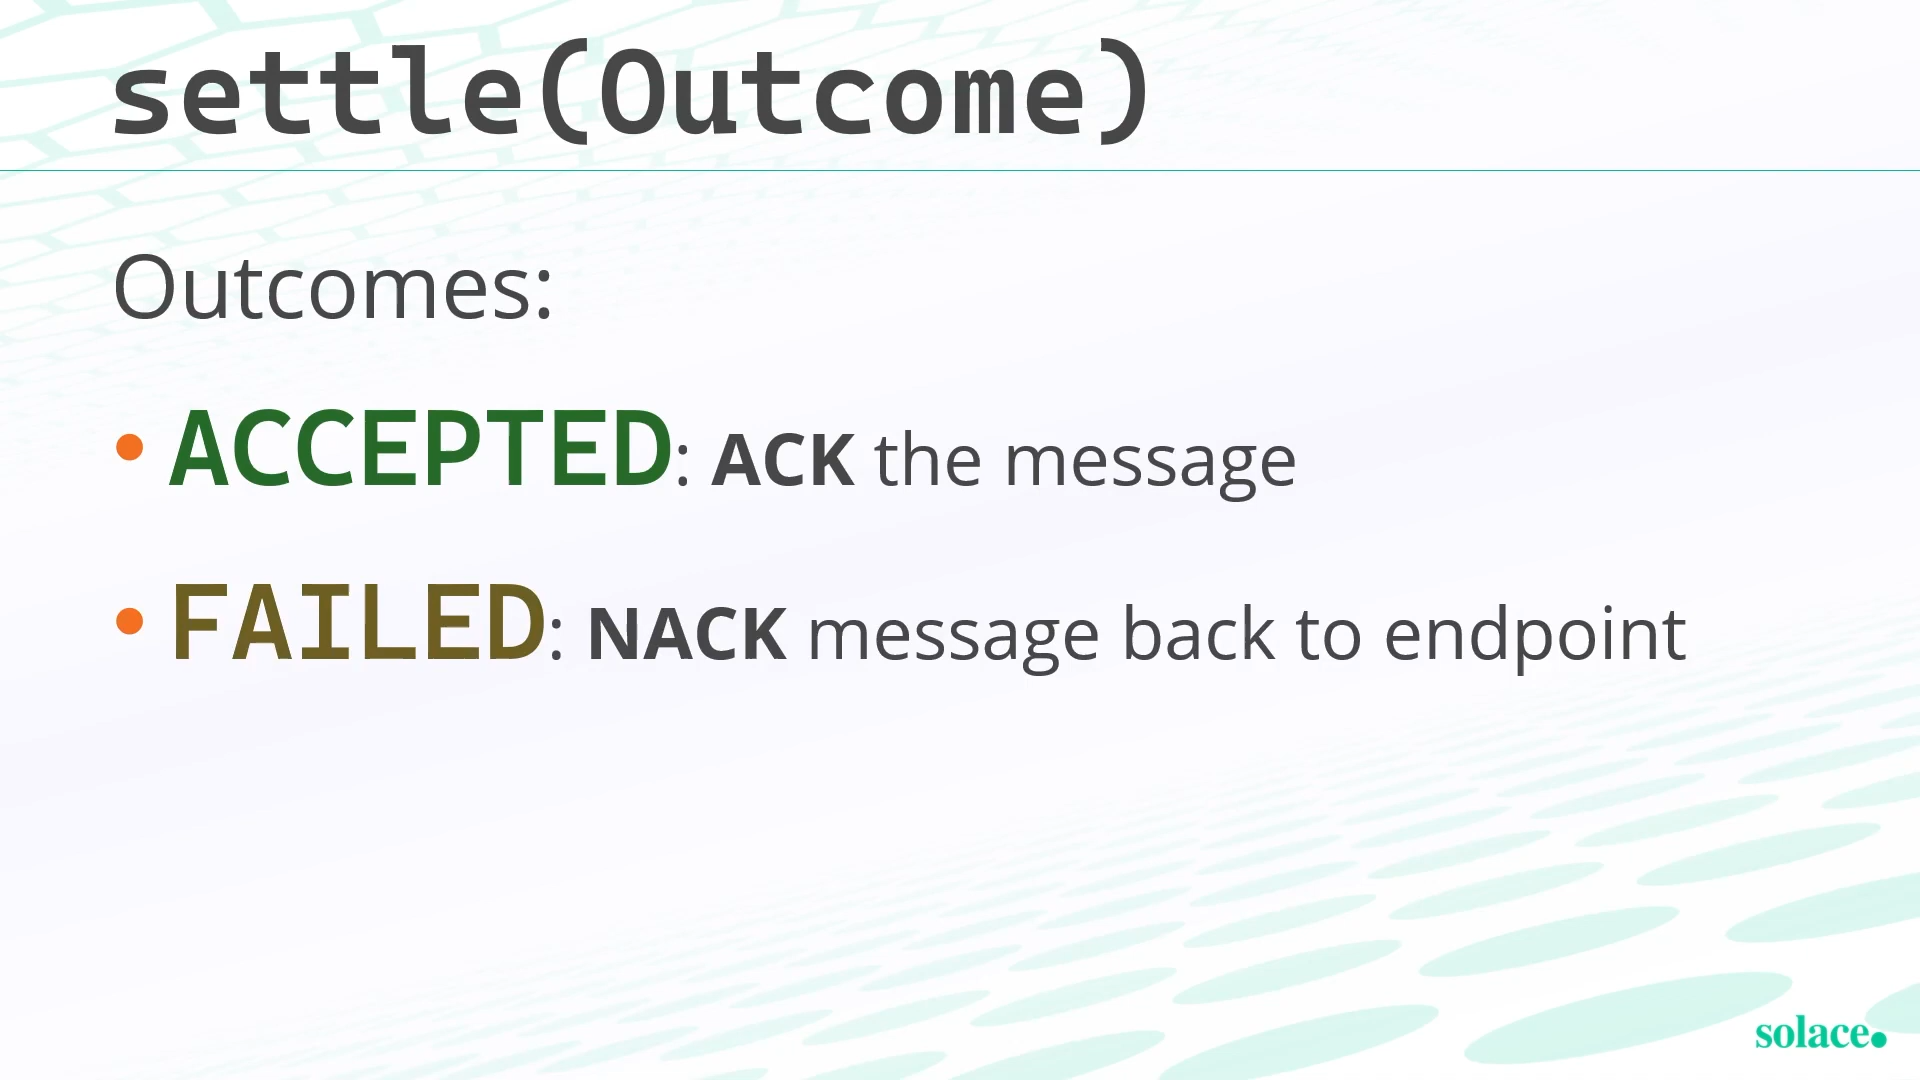 settle(Outcome)
Outcomes:
• ACCEPTED: ACK the message
• FAILED: NACK message back to endpoint
solace.